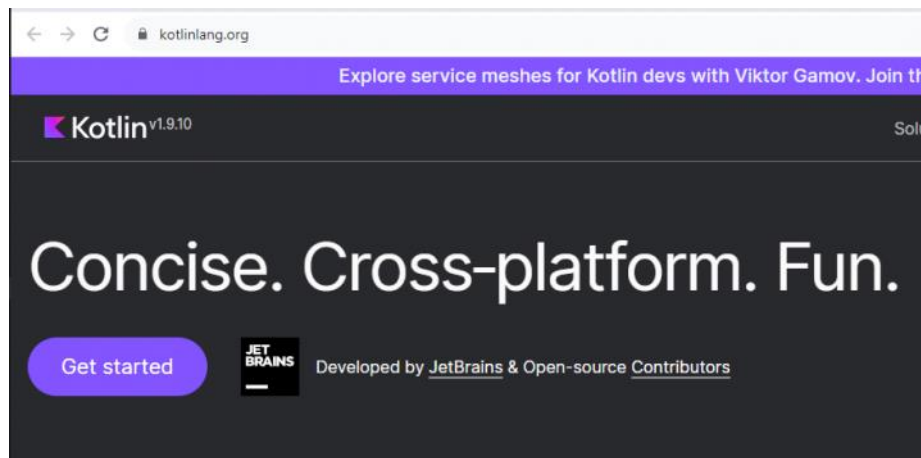 kotlinlang.org
Explore service meshes for Kotlin devs with Viktor Gamov. Join th
Kotlin v1.9.10
Solu
Concise. Cross-platform. Fun.
Get started
JET
BRAINS
Developed by JetBrains & Open-source Contributors